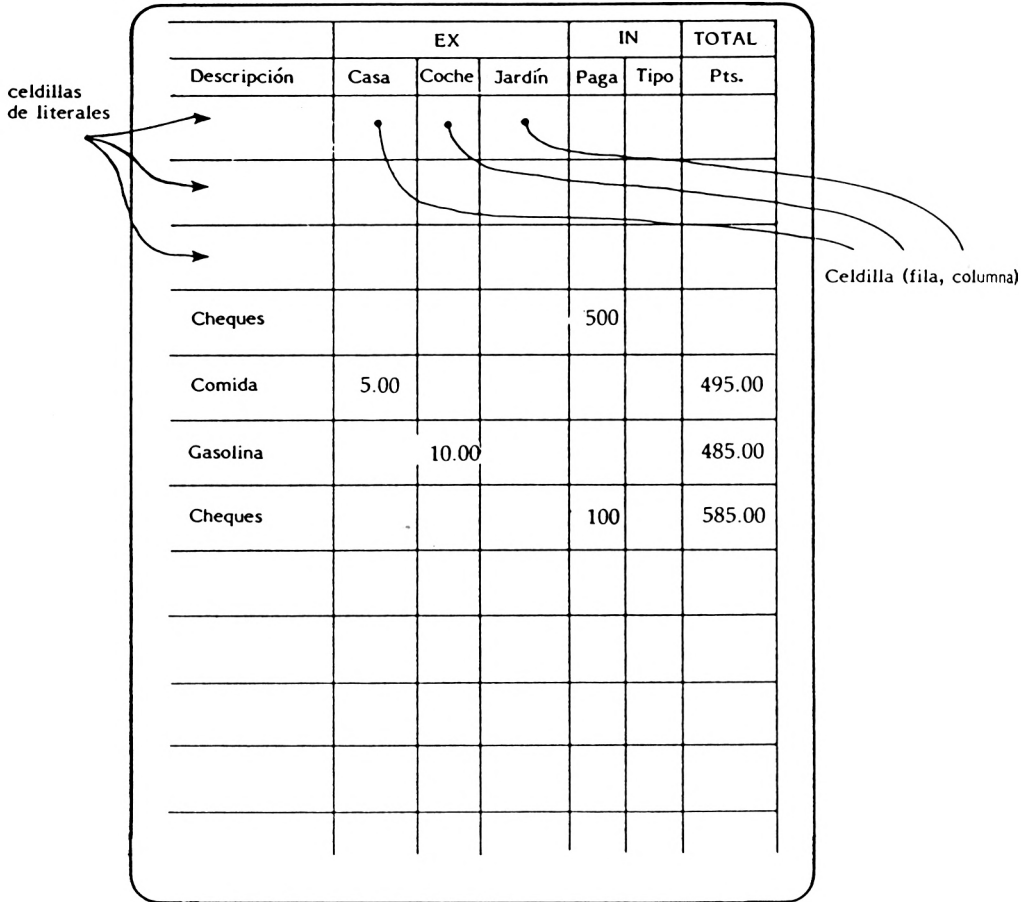 EX IN TOTAL
Descripción Casa Coche Jardín Paga Tipo Pts.
celdillas
de literales
Celdilla (fila, columna)
Cheques 500
Comida 5.00 495.00
Gasolina 10.00 485.00
Cheques 100 585.00